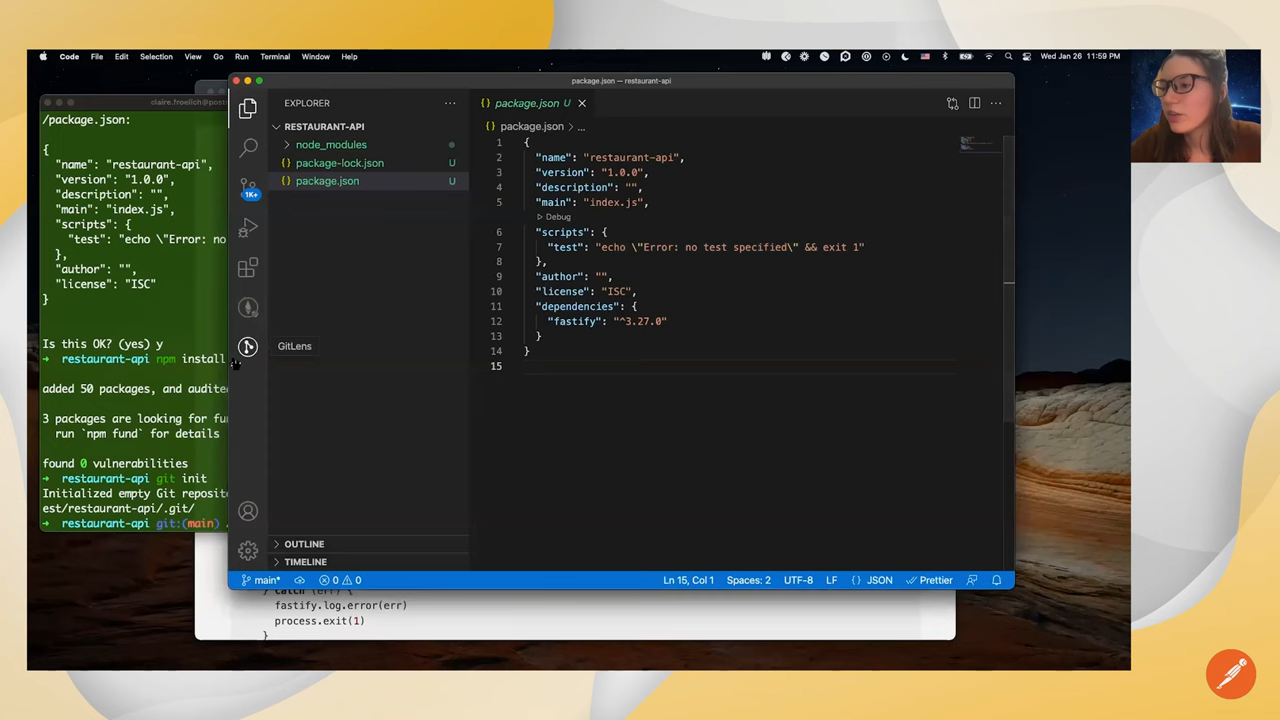 Code File Edit Selection View Go Run Terminal Window Help
Wed Jan 26 11:59 PM
claire.froelich@post
/package.json:
{
"name": "restaurant-api",
"version": "1.0.0",
"description": "",
"main": "index.js",
"scripts": {
"test": "echo \"Error: no
},
"author": "",
"license": "ISC"
}
Is this OK? (yes) y
➜ restaurant-api npm install
added 50 packages, and audite
3 packages are looking for fu
run `npm fund` for details
found 0 vulnerabilities
➜ restaurant-api git init
Initialized empty Git reposit
est/restaurant-api/.git/
➜ restaurant-api git:(main)
package.json — restaurant-api
EXPLORER
RESTAURANT-API
node_modules
package-lock.json U
package.json U
1K+
GitLens
OUTLINE
TIMELINE
package.json U
package.json > ...
1 {
2 "name": "restaurant-api",
3 "version": "1.0.0",
4 "description": "",
5 "main": "index.js",
Debug
6 "scripts": {
7 "test": "echo \"Error: no test specified\" && exit 1"
8 },
9 "author": "",
10 "license": "ISC",
11 "dependencies": {
12 "fastify": "^3.27.0"
13 }
14 }
15
main* 0 0 Ln 15, Col 1 Spaces: 2 UTF-8 LF {} JSON Prettier
} catch (err) {
fastify.log.error(err)
process.exit(1)
}